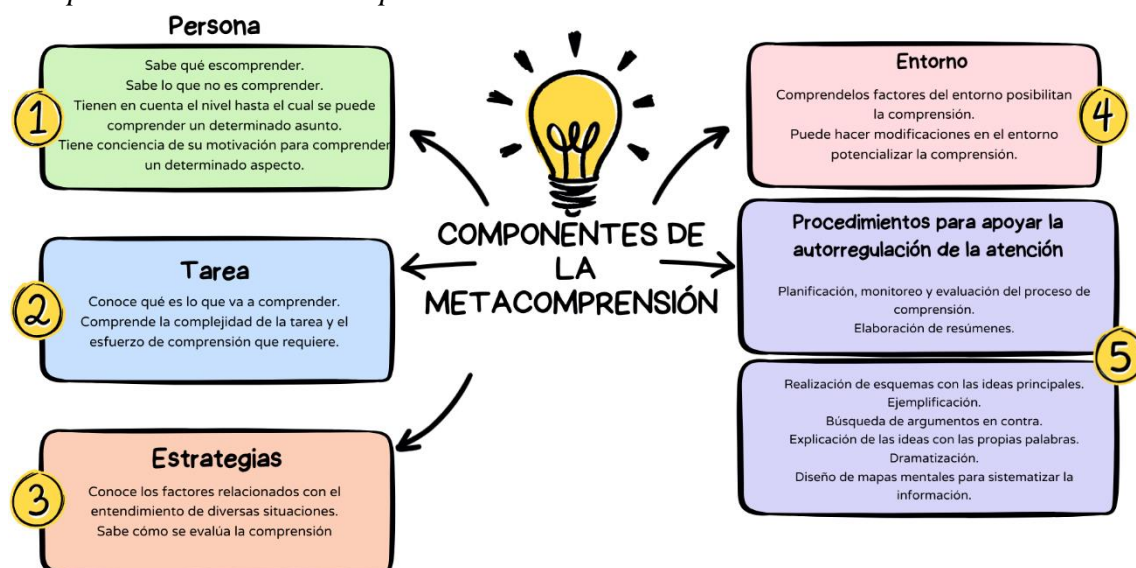 Persona
Sabe qué escomprender.
Sabe lo que no es comprender.
Tienen en cuenta el nivel hasta el cual se puede
comprender un determinado asunto.
Tiene conciencia de su motivación para comprender
un determinado aspecto.
1
Tarea
Conoce qué es lo que va a comprender.
Comprende la complejidad de la tarea y el
esfuerzo de comprensión que requiere.
2
Estrategias
Conoce los factores relacionados con el
entendimiento de diversas situaciones.
Sabe cómo se evalúa la comprensión
3
COMPONENTES DE
LA
METACOMPRENSIÓN
Entorno
Comprendelos factores del entorno posibilitan
la comprensión.
Puede hacer modificaciones en el entorno
potencializar la comprensión.
4
Procedimientos para apoyar la
autorregulación de la atención
Planificación, monitoreo y evaluación del proceso de
comprensión.
Elaboración de resúmenes.
5
Realización de esquemas con las ideas principales.
Ejemplificación.
Búsqueda de argumentos en contra.
Explicación de las ideas con las propias palabras.
Dramatización.
Diseño de mapas mentales para sistematizar la
información.